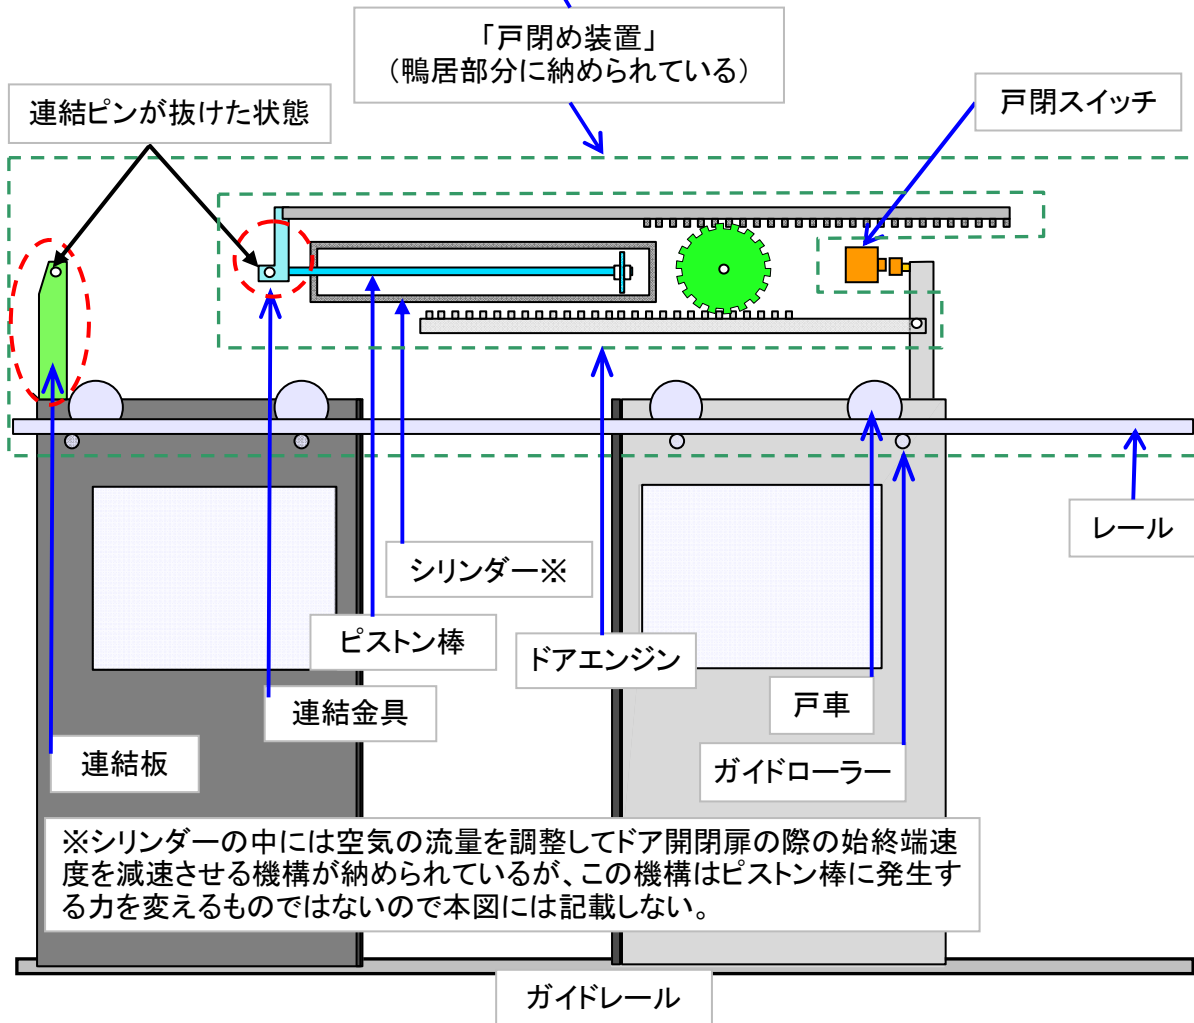 「戸閉め装置」
（鴨居部分に納められている）
連結ピンが抜けた状態
戸閉スイッチ
レール
シリンダー※
ピストン棒
ドアエンジン
連結金具
戸車
連結板
ガイドローラー
※シリンダーの中には空気の流量を調整してドア開閉扉の際の始終端速
度を減速させる機構が納められているが、この機構はピストン棒に発生す
る力を変えるものではないので本図には記載しない。
ガイドレール